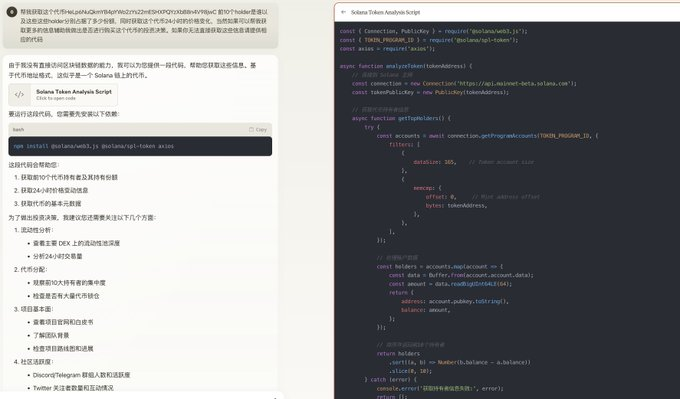 帮我获取这个代币HeLp6NuQkmYB4pYWo2zYs22mESHXPQYzXbB8n4V98jwC 前10个holder是谁以
及这些这些holder分别占据了多少份额，同时获取这个代币24小时的价格变化，当然如果可以帮我获
取更多的信息辅助我做出是否进行购买这个代币的投资决策。如果你无法直接获取这些信息请提供相
应的代码
由于我没有直接访问区块链数据的能力，我可以为您提供一段代码，帮助您获取这些信息。基
于代币地址格式，这似乎是一个 Solana 链上的代币。
Solana Token Analysis Script
Click to open code
要运行这段代码，您需要先安装以下依赖：
bash
Copy
npm install @solana/web3.js @solana/spl-token axios
这段代码会帮助您：
1. 获取前10个代币持有者及其持有份额
2. 获取24小时价格变动信息
3. 获取代币的基本元数据
为了做出投资决策，我建议您还需要关注以下几个方面：
1. 流动性分析：
• 查看主要 DEX 上的流动性池深度
• 分析24小时交易量
2. 代币分配：
• 观察前10大持有者的集中度
• 检查是否有大量代币锁仓
3. 项目基本面：
• 查看项目官网和白皮书
• 了解团队背景
• 检查项目路线图和进展
4. 社区活跃度：
• Discord/Telegram 群组人数和活跃度
• Twitter 关注者数量和互动情况
← Solana Token Analysis Script
const { Connection, PublicKey } = require('@solana/web3.js');
const { TOKEN_PROGRAM_ID } = require('@solana/spl-token');
const axios = require('axios');
async function analyzeToken(tokenAddress) {
// 连接到 Solana 主网
const connection = new Connection('https://api.mainnet-beta.solana.com');
const tokenPublicKey = new PublicKey(tokenAddress);
// 获取代币持有者信息
async function getTopHolders() {
try {
const accounts = await connection.getProgramAccounts(TOKEN_PROGRAM_ID, {
filters: [
{
dataSize: 165, // Token account size
},
{
memcmp: {
offset: 0, // Mint address offset
bytes: tokenAddress,
},
},
],
});
// 处理账户数据
const holders = accounts.map(account => {
const data = Buffer.from(account.account.data);
const amount = data.readBigUInt64LE(64);
return {
address: account.pubkey.toString(),
balance: amount,
};
});
// 排序并返回前10个持有者
return holders
.sort((a, b) => Number(b.balance - a.balance))
.slice(0, 10);
} catch (error) {
console.error('获取持有者信息失败:', error);
return [];